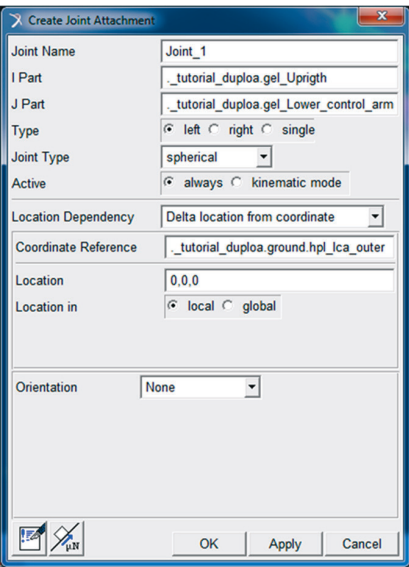 Create Joint Attachment
Joint Name Joint_1
I Part ._tutorial_duploa.gel_Uprigth
J Part ._tutorial_duploa.gel_Lower_control_arm
Type left right single
Joint Type spherical
Active always kinematic mode
Location Dependency Delta location from coordinate
Coordinate Reference ._tutorial_duploa.ground.hpl_lca_outer
Location 0,0,0
Location in local global
Orientation None
μN
OK Apply Cancel